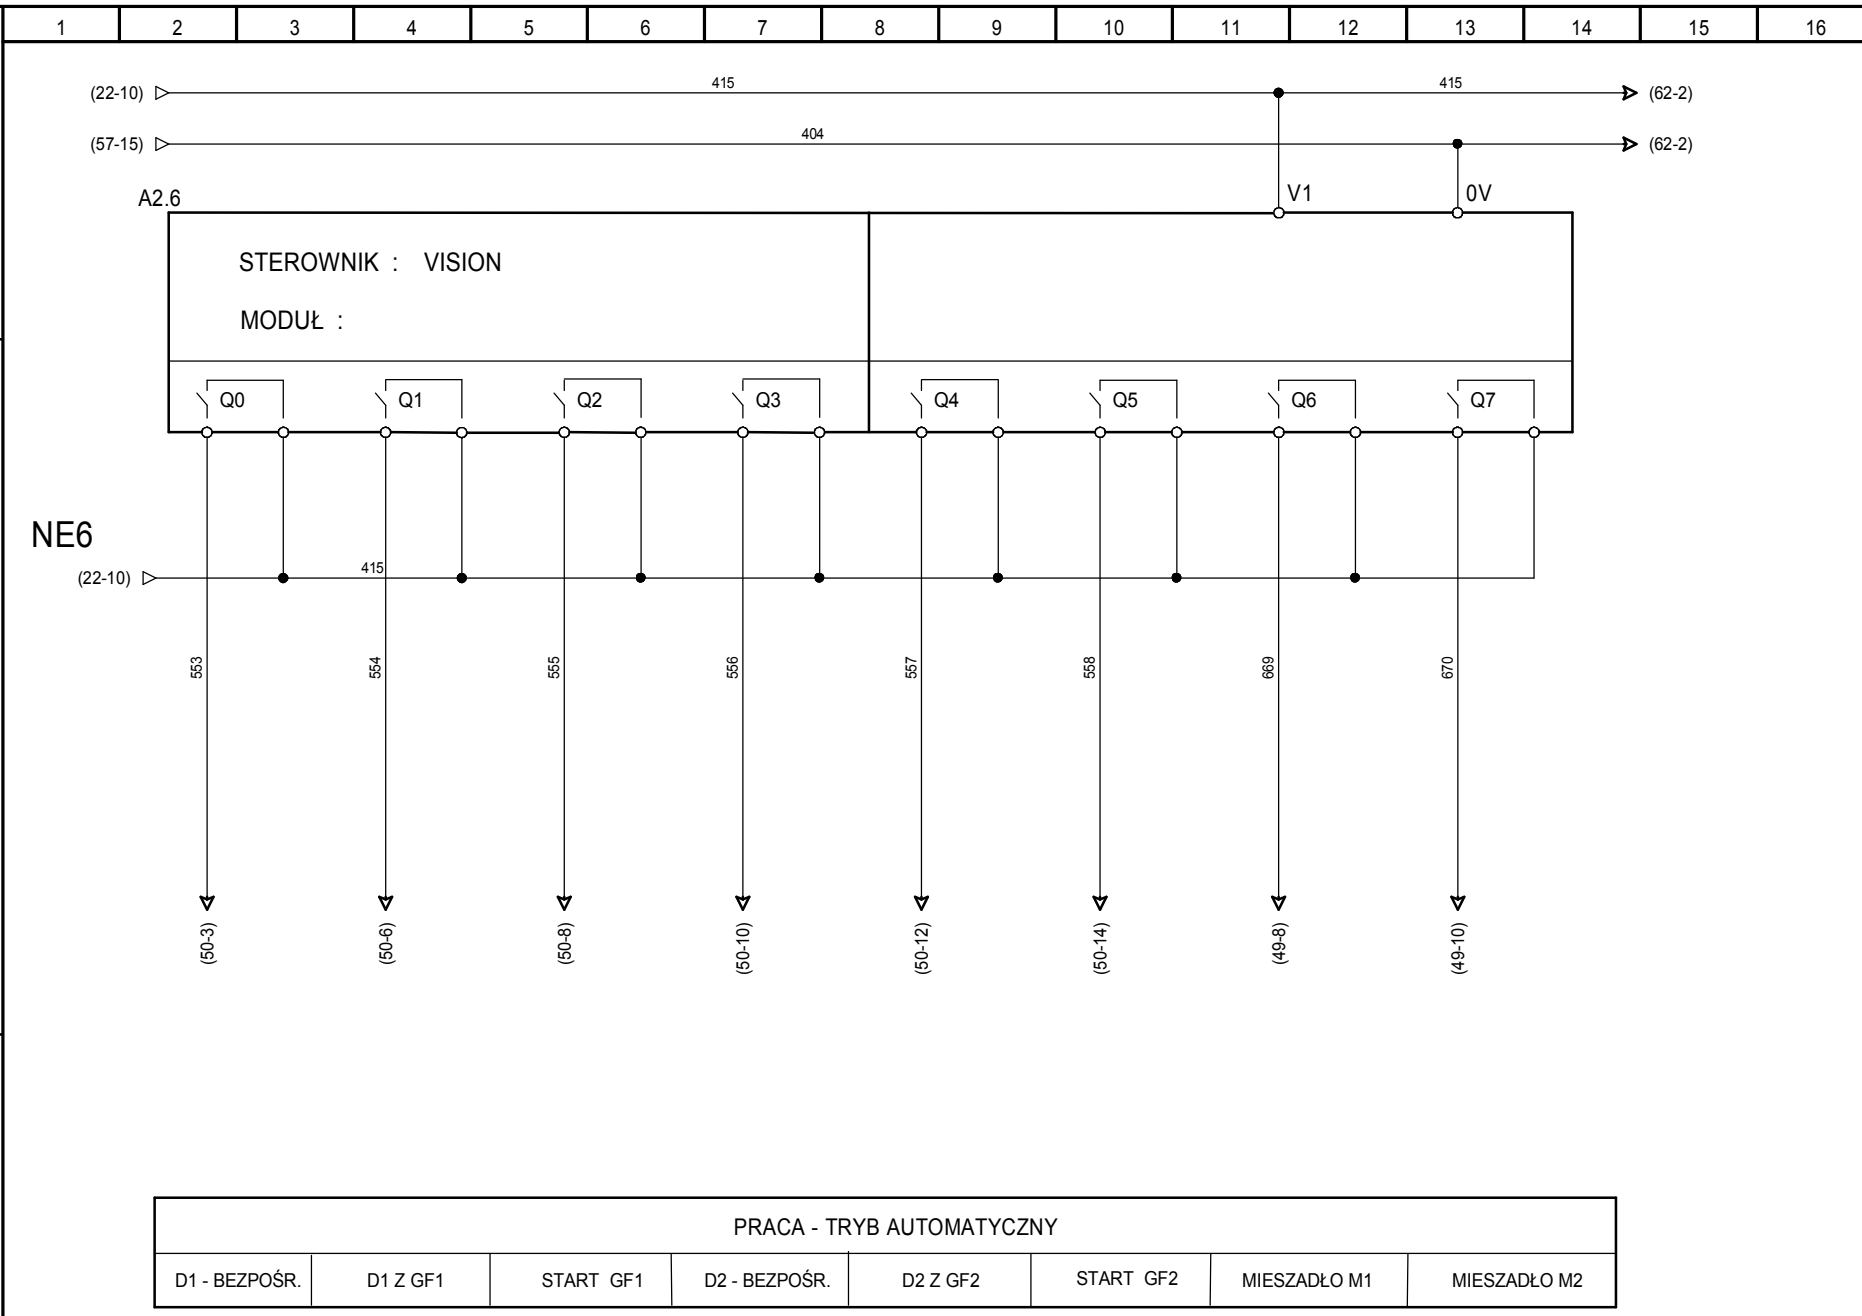 1 2 3 4 5 6 7 8 9 10 11 12 13 14 15 16
415 415
(22-10) (62-2)
404
(57-15) (62-2)
A2.6 V1 0V
STEROWNIK : VISION
MODUŁ :
Q0 Q1 Q2 Q3 Q4 Q5 Q6 Q7
NE6
415
(22-10)
553 554 555 556 557 558 669 670
(50-3) (50-6) (50-8) (50-10) (50-12) (50-14) (49-8) (49-10)
PRACA - TRYB AUTOMATYCZNY
D1 - BEZPOŚR. D1 Z GF1 START GF1 D2 - BEZPOŚR. D2 Z GF2 START GF2 MIESZADŁO M1 MIESZADŁO M2